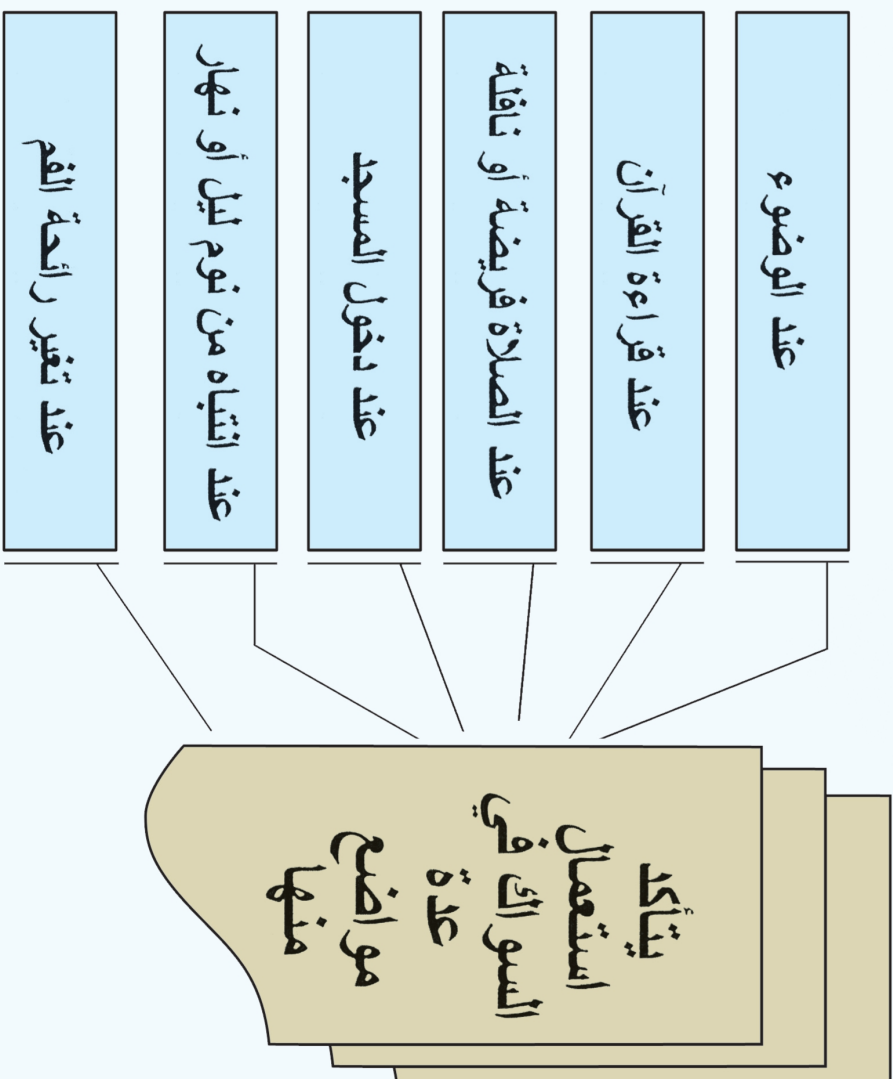 يتأكد
استعمال
السواك في
عدة
مواضع
منها
عند الوضوء
عند قراءة القرآن
عند الصلاة فريضة أو نافلة
عند دخول المسجد
عند انتباه من نوم ليل أو نهار
عند تغير رائحة الفم